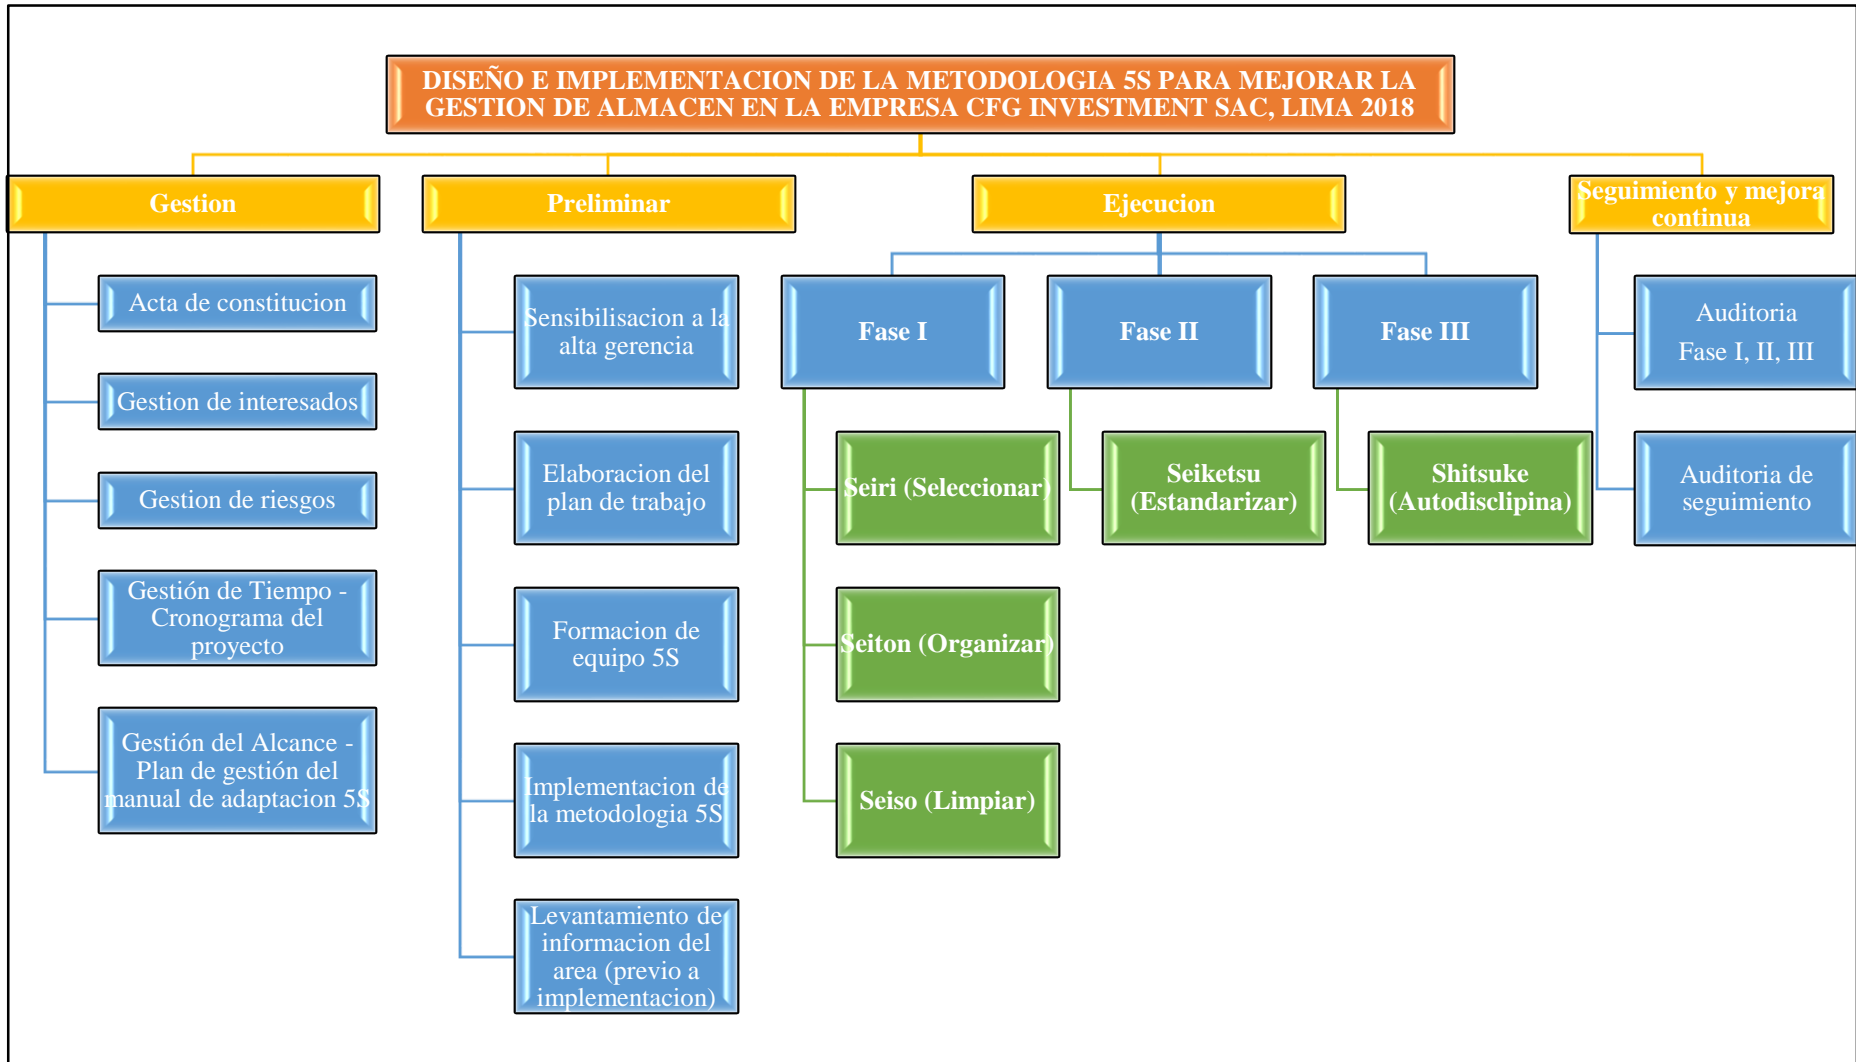 DISEÑO E IMPLEMENTACION DE LA METODOLOGIA 5S PARA MEJORAR LA
GESTION DE ALMACEN EN LA EMPRESA CFG INVESTMENT SAC, LIMA 2018
Gestion
Acta de constitucion
Gestion de interesados
Gestion de riesgos
Gestión de Tiempo -
Cronograma del
proyecto
Gestión del Alcance -
Plan de gestión del
manual de adaptacion 5S
Preliminar
Sensibilisacion a la
alta gerencia
Elaboracion del
plan de trabajo
Formacion de
equipo 5S
Implementacion de
la metodologia 5S
Levantamiento de
informacion del
area (previo a
implementacion)
Ejecucion
Fase I
Seiri (Seleccionar)
Seiton (Organizar)
Seiso (Limpiar)
Fase II
Seiketsu
(Estandarizar)
Fase III
Shitsuke
(Autodisclipina)
Seguimiento y mejora
continua
Auditoria
Fase I, II, III
Auditoria de
seguimiento